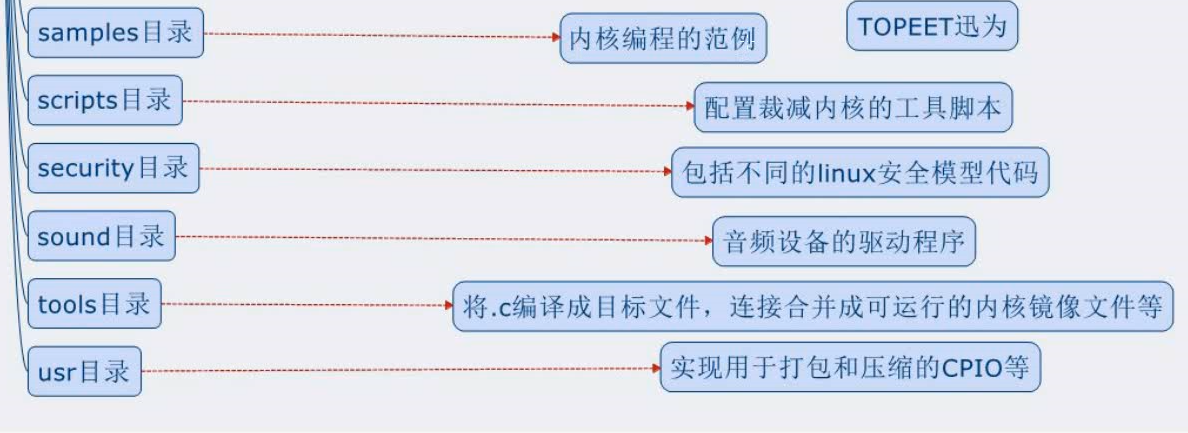 samples目录
内核编程的范例
TOPEET迅为
scripts目录
配置裁减内核的工具脚本
security目录
包括不同的linux安全模型代码
sound目录
音频设备的驱动程序
tools目录
将.c编译成目标文件，连接合并成可运行的内核镜像文件等
usr目录
实现用于打包和压缩的CPIO等